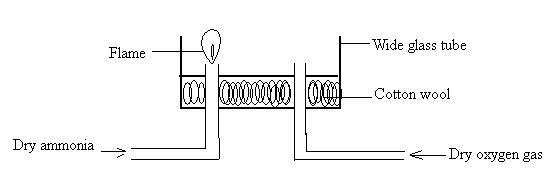 Flame
Wide glass tube
Cotton wool
Dry ammonia
Dry oxygen gas